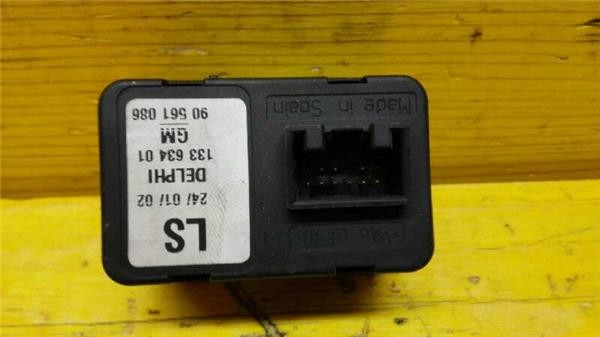 LS
24/ 01/ 02
DELPHI
133 634 01
GM
90 561 086
Made in Spain